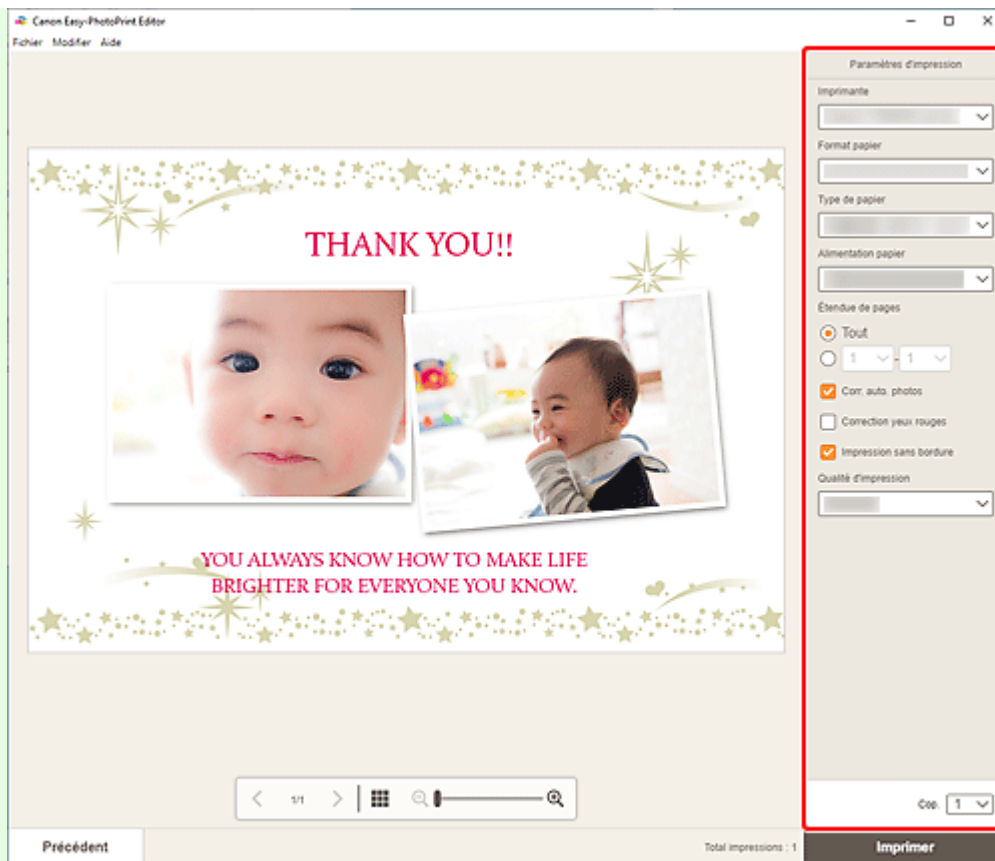 Canon Easy-PhotoPrint Editor
Fichier Modifier Aide
THANK YOU!!
YOU ALWAYS KNOW HOW TO MAKE LIFE
BRIGHTER FOR EVERYONE YOU KNOW.
1/1
Précédent
Total impressions : 1
Paramètres d'impression
Imprimante
Format papier
Type de papier
Alimentation papier
Étendue de pages
Tout
1 - 1
Corr. auto. photos
Correction yeux rouges
Impression sans bordure
Qualité d'impression
Cop. 1
Imprimer